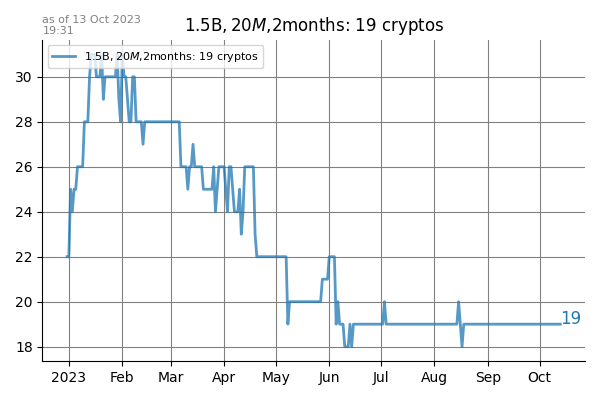 as of 13 Oct 2023
19:31
1.5B, 20M,2months: 19 cryptos
1.5B, 20M,2months: 19 cryptos
30
28
26
24
22
20
18
19
2023 Feb Mar Apr May Jun Jul Aug Sep Oct